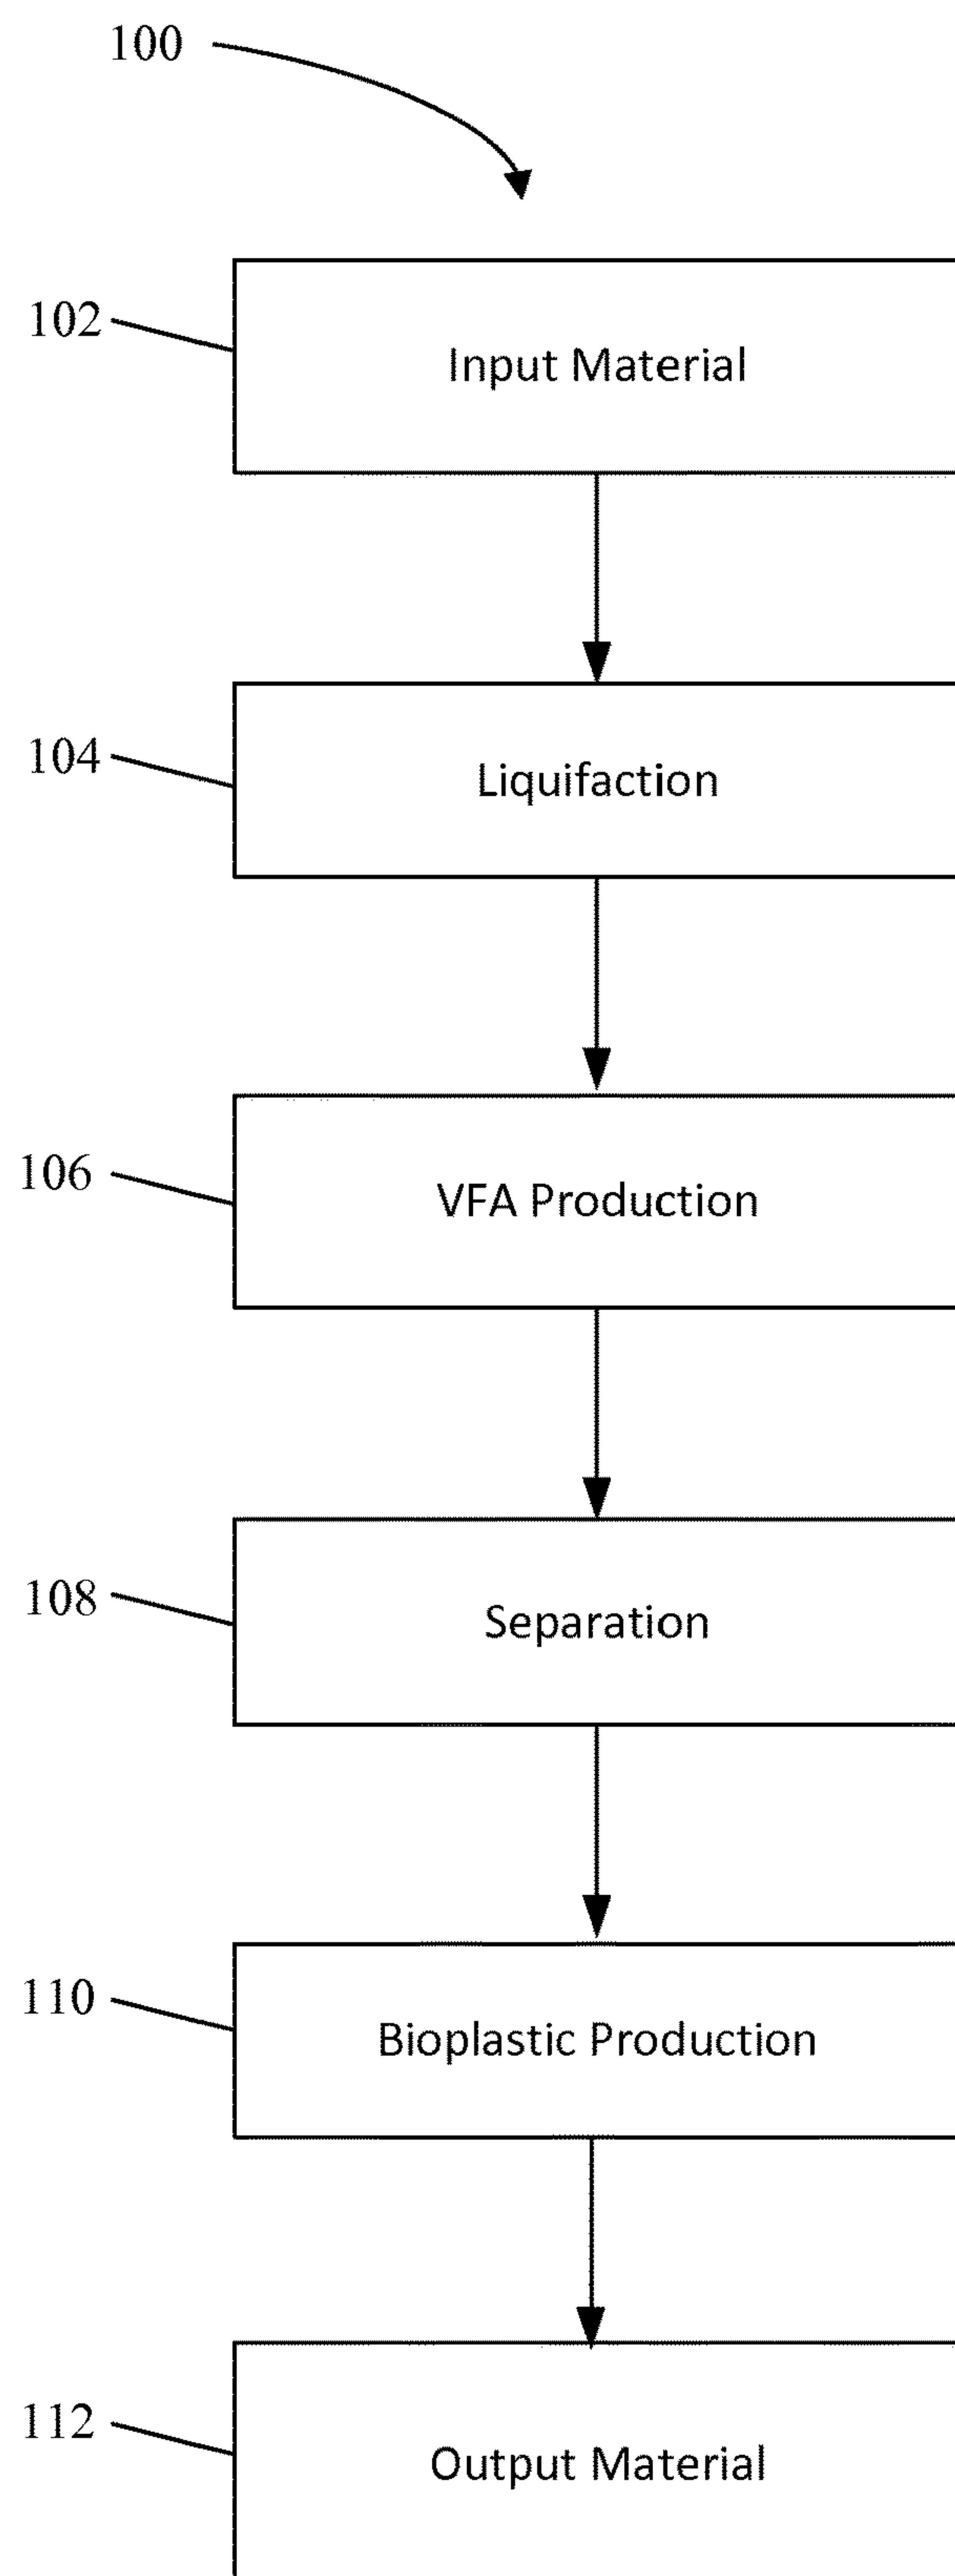 100
102
Input Material
104
Liquifaction
106
VFA Production
108
Separation
110
Bioplastic Production
112
Output Material